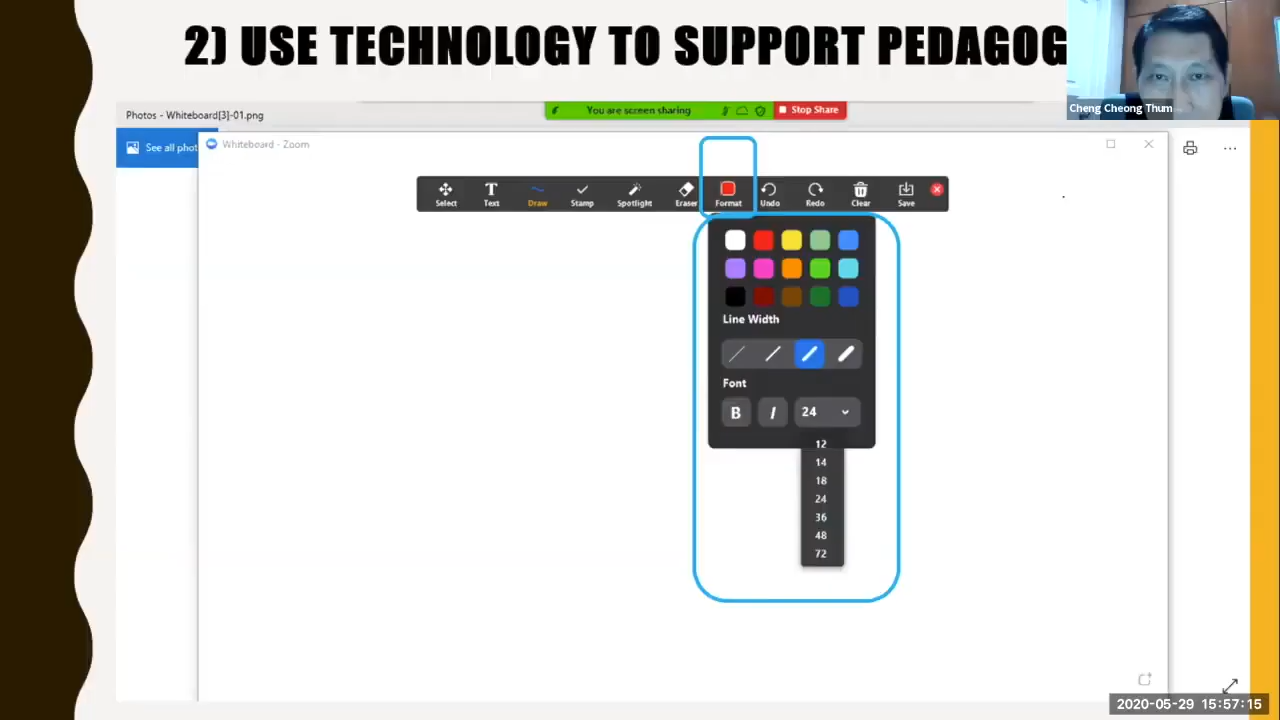 2) USE TECHNOLOGY TO SUPPORT PEDAGOG
Cheng Cheong Thum
Photos - Whiteboard[3]-01.png
You are screen sharing
Stop Share
See all phot
Whiteboard - Zoom
Select
Text
Draw
Stamp
Spotlight
Eraser
Format
Undo
Redo
Clear
Save
Line Width
Font
B
I
24
12
14
18
24
36
48
72
2020-05-29 15:57:15